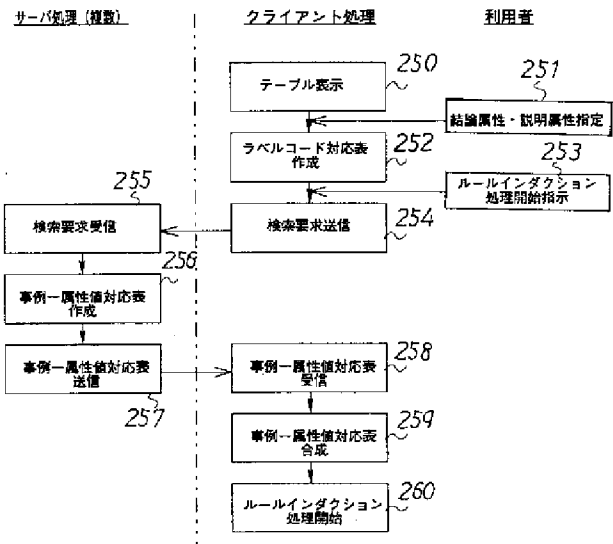 サーバ処理（複数）
クライアント処理
利用者
250
テーブル表示
251
結論属性・説明属性指定
252
ラベルコード対応表
作成
253
ルールインダクション
処理開始指示
254
検索要求送信
255
検索要求受信
256
事例ー属性値対応表
作成
257
事例ー属性値対応表
送信
258
事例ー属性値対応表
受信
259
事例ー属性値対応表
合成
260
ルールインダクション
処理開始